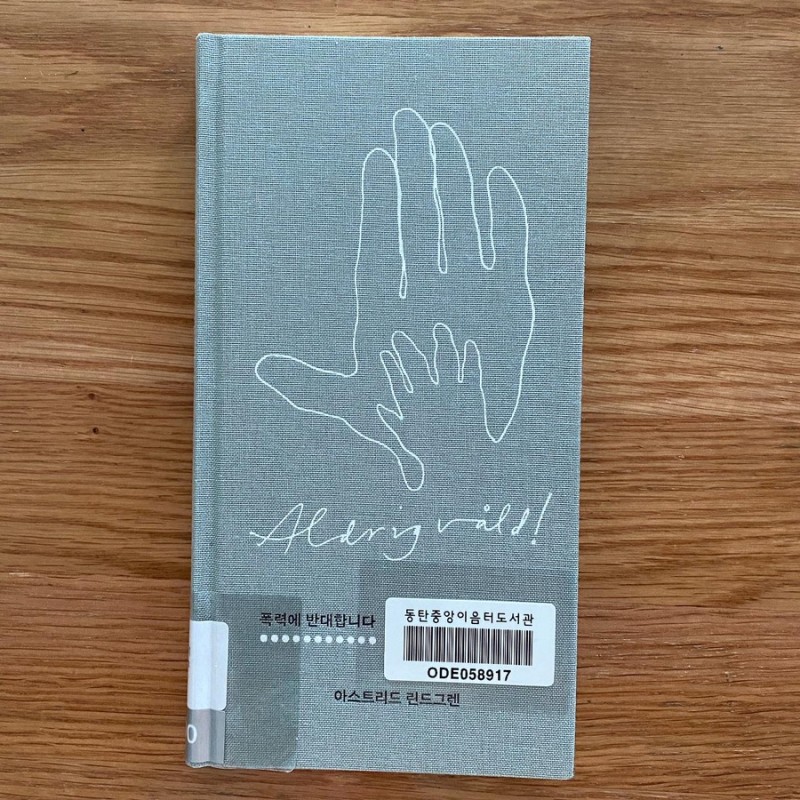 Aldrig våld!
폭력에 반대합니다
동탄중앙이음터도서관
ODE058917
아스트리드 린드그렌